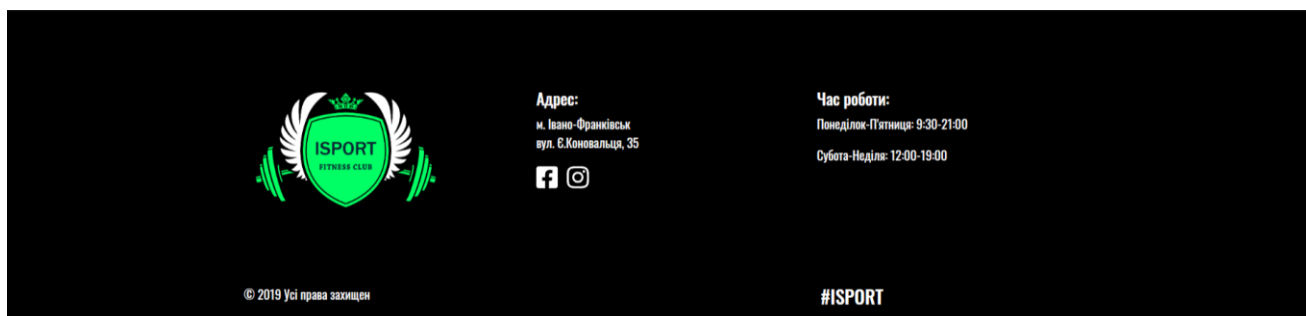 ISPORT
FITNESS CLUB
Адрес:
м. Івано-Франківськ
вул. Є.Коновальця, 35
Час роботи:
Понеділок-П'ятниця: 9:30-21:00
Субота-Неділя: 12:00-19:00
© 2019 Усі права захищен
#ISPORT